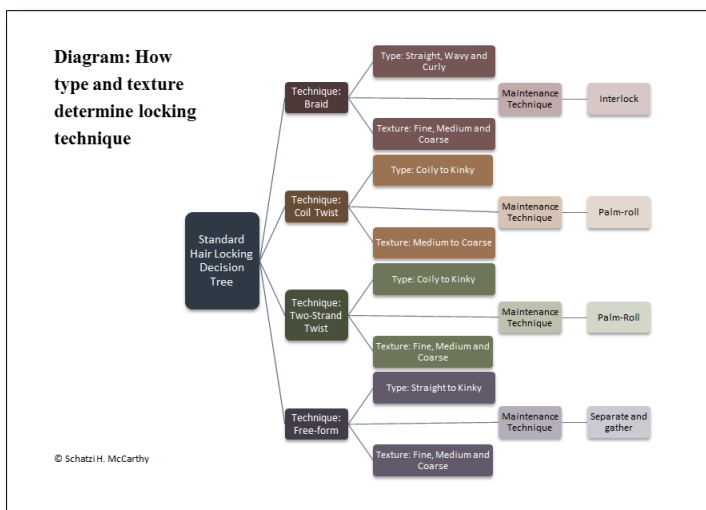 Diagram: How
type and texture
determine locking
technique
Standard
Hair Locking
Decision
Tree
Technique:
Braid
Type: Straight, Wavy and
Curly
Texture: Fine, Medium and
Coarse
Maintenance
Technique
Interlock
Technique:
Coil Twist
Type: Coily to Kinky
Texture: Medium to Coarse
Maintenance
Technique
Palm-roll
Technique:
Two-Strand
Twist
Type: Coily to Kinky
Texture: Fine, Medium and
Coarse
Maintenance
Technique
Palm-Roll
Technique:
Free-form
Type: Straight to Kinky
Texture: Fine, Medium and
Coarse
Maintenance
Technique
Separate and
gather
© Schatzi H. McCarthy